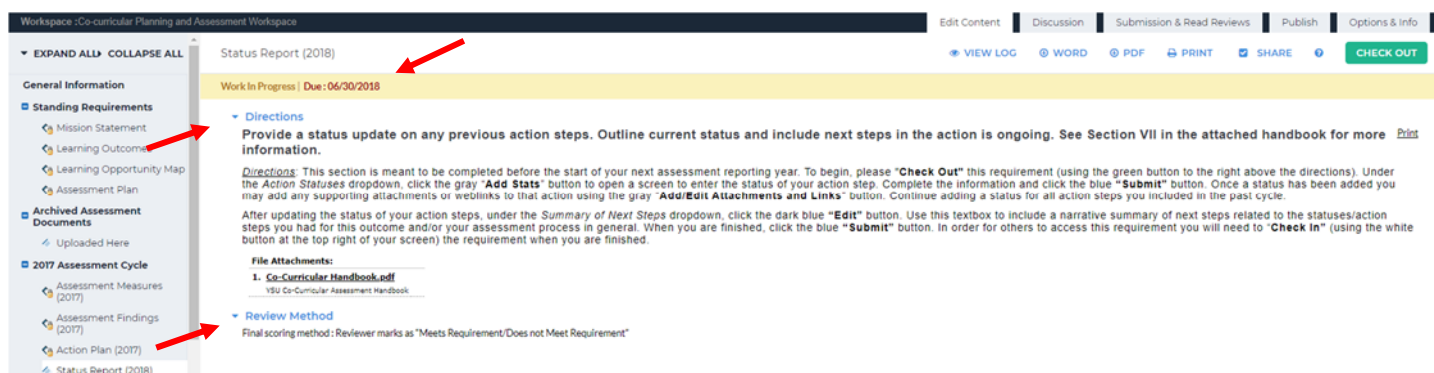 Workspace :Co-curricular Planning and Assessment Workspace
Edit Content
Discussion
Submission & Read Reviews
Publish
Options & Info
EXPAND ALL
COLLAPSE ALL
General Information
Standing Requirements
Mission Statement
Learning Outcomes
Learning Opportunity Map
Assessment Plan
Archived Assessment
Documents
Uploaded Here
2017 Assessment Cycle
Assessment Measures
(2017)
Assessment Findings
(2017)
Action Plan (2017)
Status Report (2018)
Status Report (2018)
VIEW LOG
WORD
PDF
PRINT
SHARE
CHECK OUT
Work In Progress | Due : 06/30/2018
Directions
Provide a status update on any previous action steps. Outline current status and include next steps in the action is ongoing. See Section VII in the attached handbook for more
information.
Print
Directions: This section is meant to be completed before the start of your next assessment reporting year. To begin, please "Check Out" this requirement (using the green button to the right above the directions). Under
the Action Statuses dropdown, click the gray "Add Stats" button to open a screen to enter the status of your action step. Complete the information and click the blue "Submit" button. Once a status has been added you
may add any supporting attachments or weblinks to that action using the gray "Add/Edit Attachments and Links" button. Continue adding a status for all action steps you included in the past cycle.
After updating the status of your action steps, under the Summary of Next Steps dropdown, click the dark blue "Edit" button. Use this textbox to include a narrative summary of next steps related to the statuses/action
steps you had for this outcome and/or your assessment process in general. When you are finished, click the blue "Submit" button. In order for others to access this requirement you will need to "Check In" (using the white
button at the top right of your screen) the requirement when you are finished.
File Attachments:
1. Co-Curricular Handbook.pdf
YSU Co-Curricular Assessment Handbook
Review Method
Final scoring method : Reviewer marks as "Meets Requirement/Does not Meet Requirement"